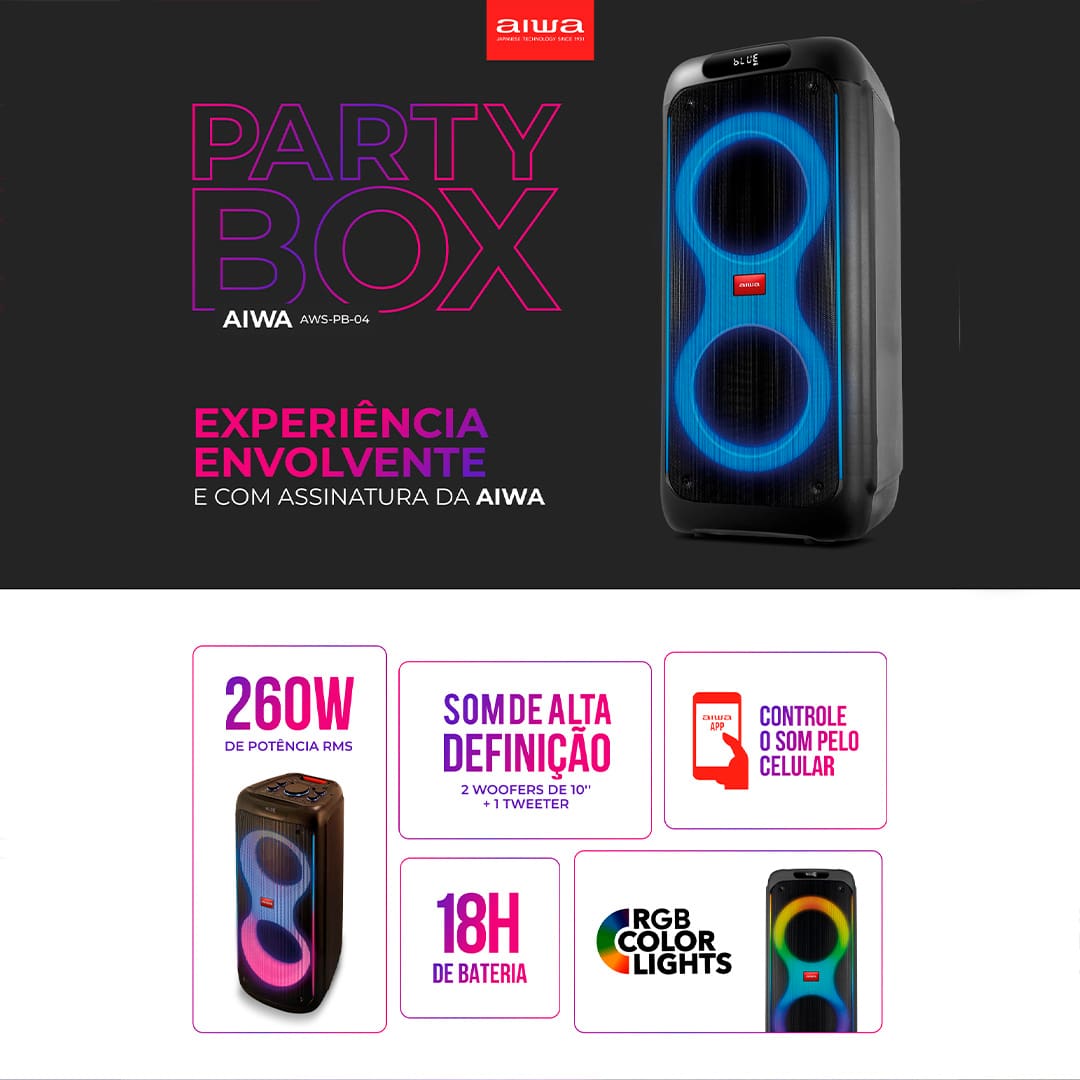 aiwa
JAPANESE TECHNOLOGY SINCE 1951
BLUE
PARTY
BOX
AIWA AWS-PB-04
aiwa
EXPERIÊNCIA
ENVOLVENTE
E COM ASSINATURA DA AIWA
260W
DE POTÊNCIA RMS
SOM DE ALTA
DEFINIÇÃO
2 WOOFERS DE 10''
+ 1 TWEETER
aiwa
APP
CONTROLE
O SOM PELO
CELULAR
18H
DE BATERIA
RGB
COLOR
LIGHTS